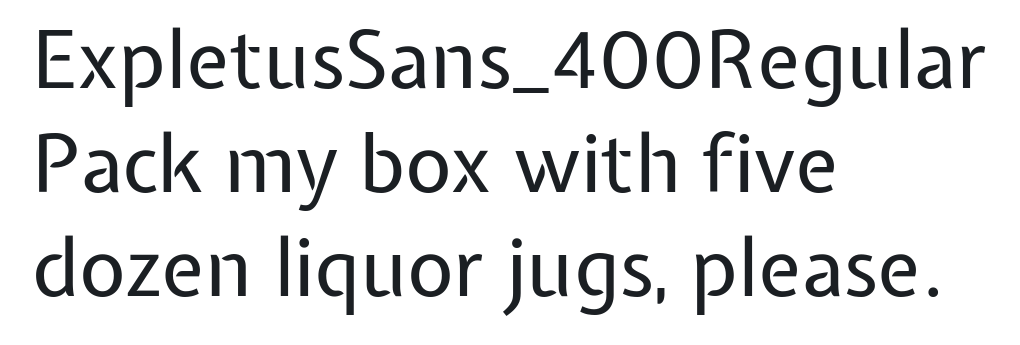 ExpletusSans_400Regular
Pack my box with five
dozen liquor jugs, please.